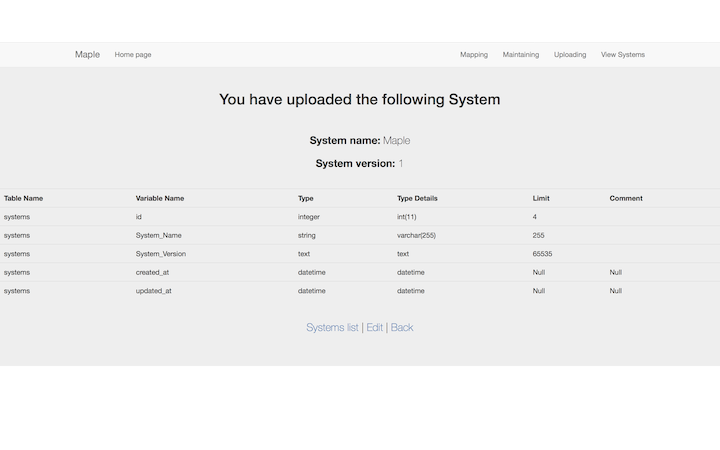 Maple Home page Mapping Maintaining Uploading View Systems
You have uploaded the following System
System name: Maple
System version: 1
Table Name Variable Name Type Type Details Limit Comment
systems id integer int(11) 4
systems System_Name string varchar(255) 255
systems System_Version text text 65535
systems created_at datetime datetime Null Null
systems updated_at datetime datetime Null Null
Systems list | Edit | Back